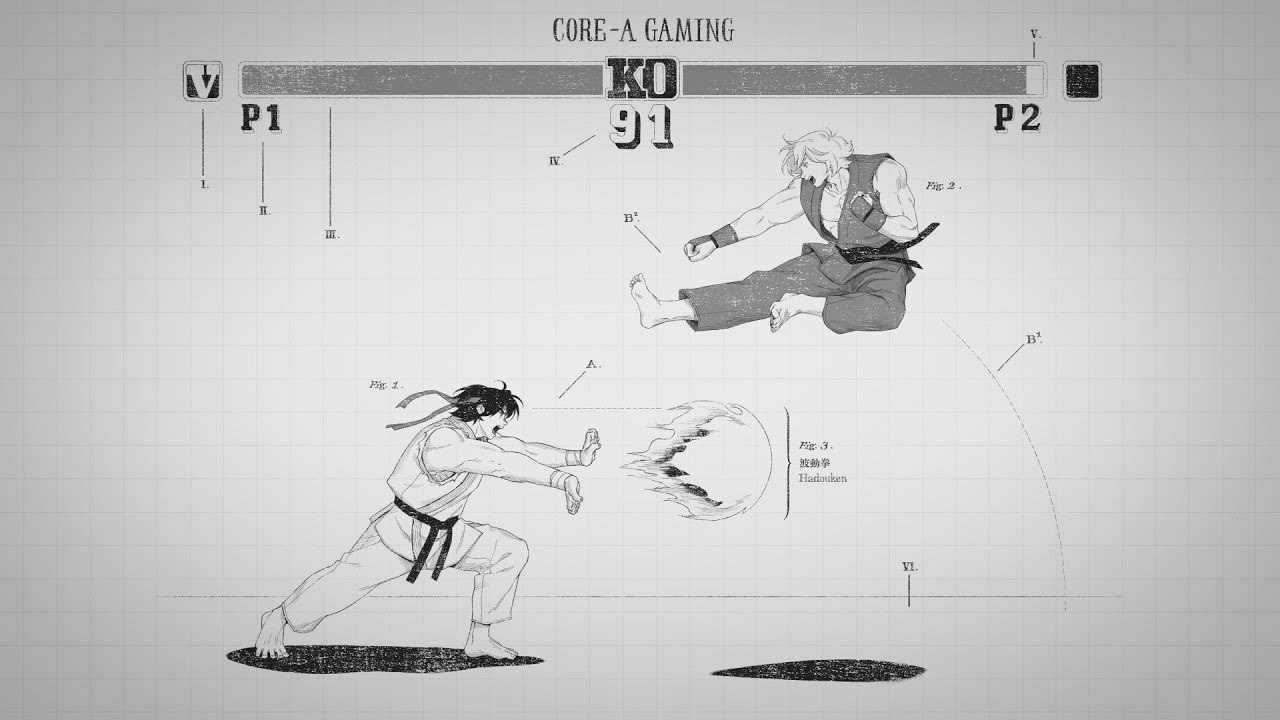 CORE-A GAMING
V.
V
KO
P1
91
P2
IV.
I.
II.
III.
Fig. 2.
B².
B¹.
A.
Fig. 1.
Fig. 3.
波動拳
Hadouken
VI.